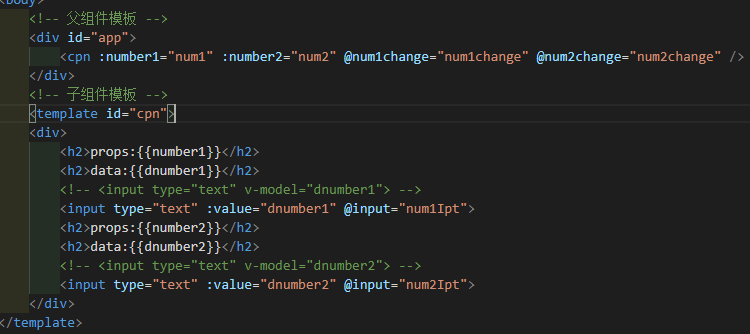 <body>
<!-- 父组件模板 -->
<div id="app">
<cpn :number1="num1" :number2="num2" @num1change="num1change" @num2change="num2change" />
</div>
<!-- 子组件模板 -->
<template id="cpn">
<div>
<h2>props:{{number1}}</h2>
<h2>data:{{dnumber1}}</h2>
<!-- <input type="text" v-model="dnumber1"> -->
<input type="text" :value="dnumber1" @input="num1Ipt">
<h2>props:{{number2}}</h2>
<h2>data:{{dnumber2}}</h2>
<!-- <input type="text" v-model="dnumber2"> -->
<input type="text" :value="dnumber2" @input="num2Ipt">
</div>
</template>